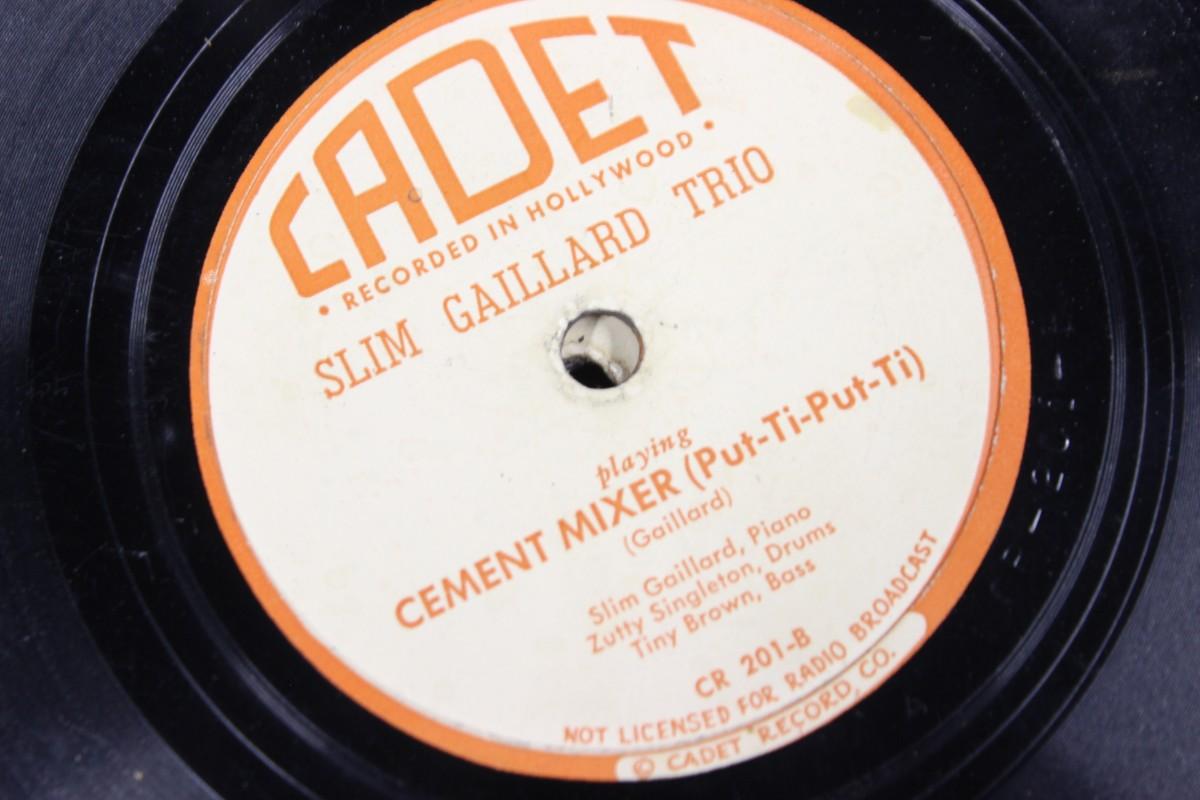 CADET
• RECORDED IN HOLLYWOOD •
SLIM GAILLARD TRIO
playing
CEMENT MIXER (Put-Ti-Put-Ti)
(Gaillard)
Slim Gaillard, Piano
Zutty Singleton, Drums
Tiny Brown, Bass
CR 201-B
NOT LICENSED FOR RADIO BROADCAST
© CADET RECORD, CO.